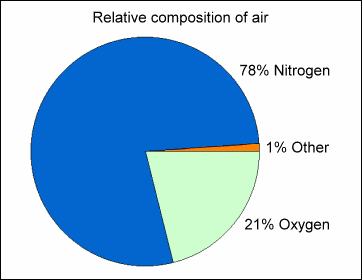 Relative composition of air
78% Nitrogen
1% Other
21% Oxygen